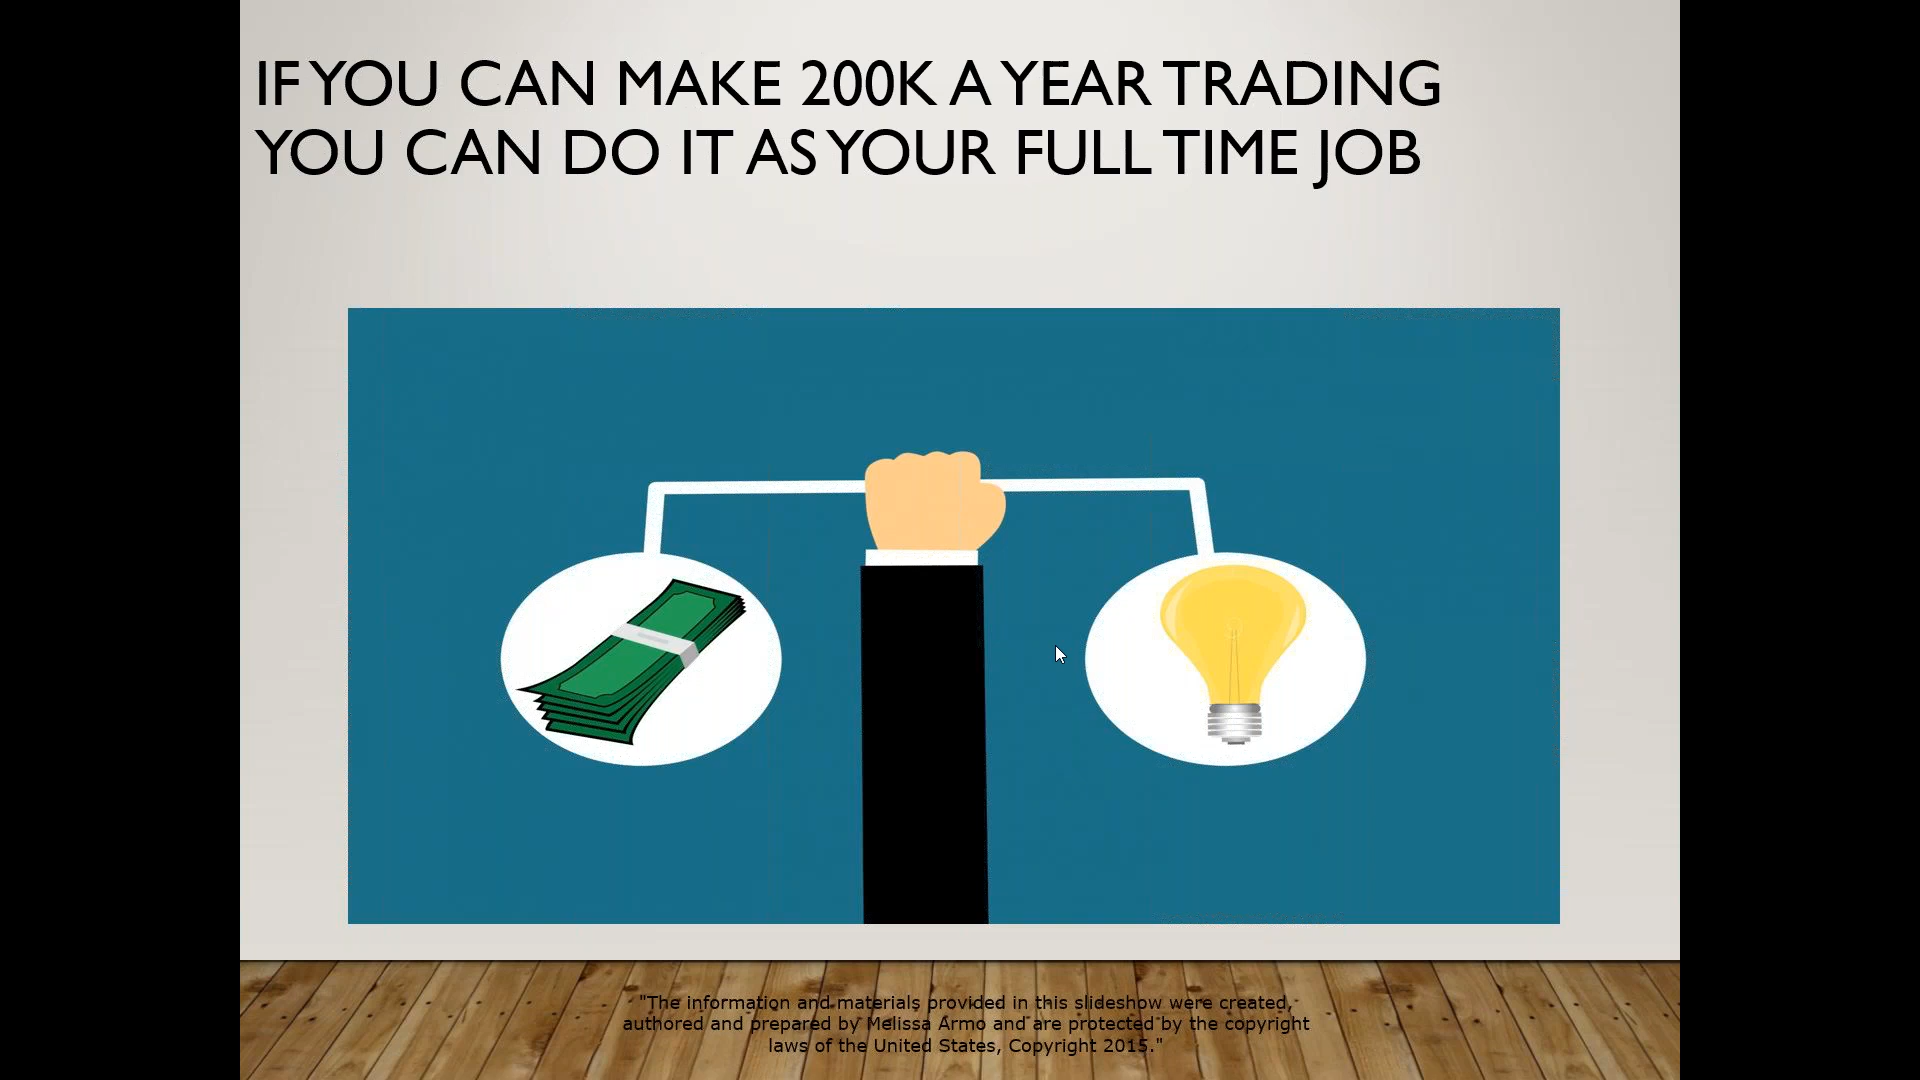 IF YOU CAN MAKE 200K A YEAR TRADING
YOU CAN DO IT AS YOUR FULL TIME JOB
"The information and materials provided in this slideshow were created,
authored and prepared by Melissa Armo and are protected by the copyright
laws of the United States, Copyright 2015."